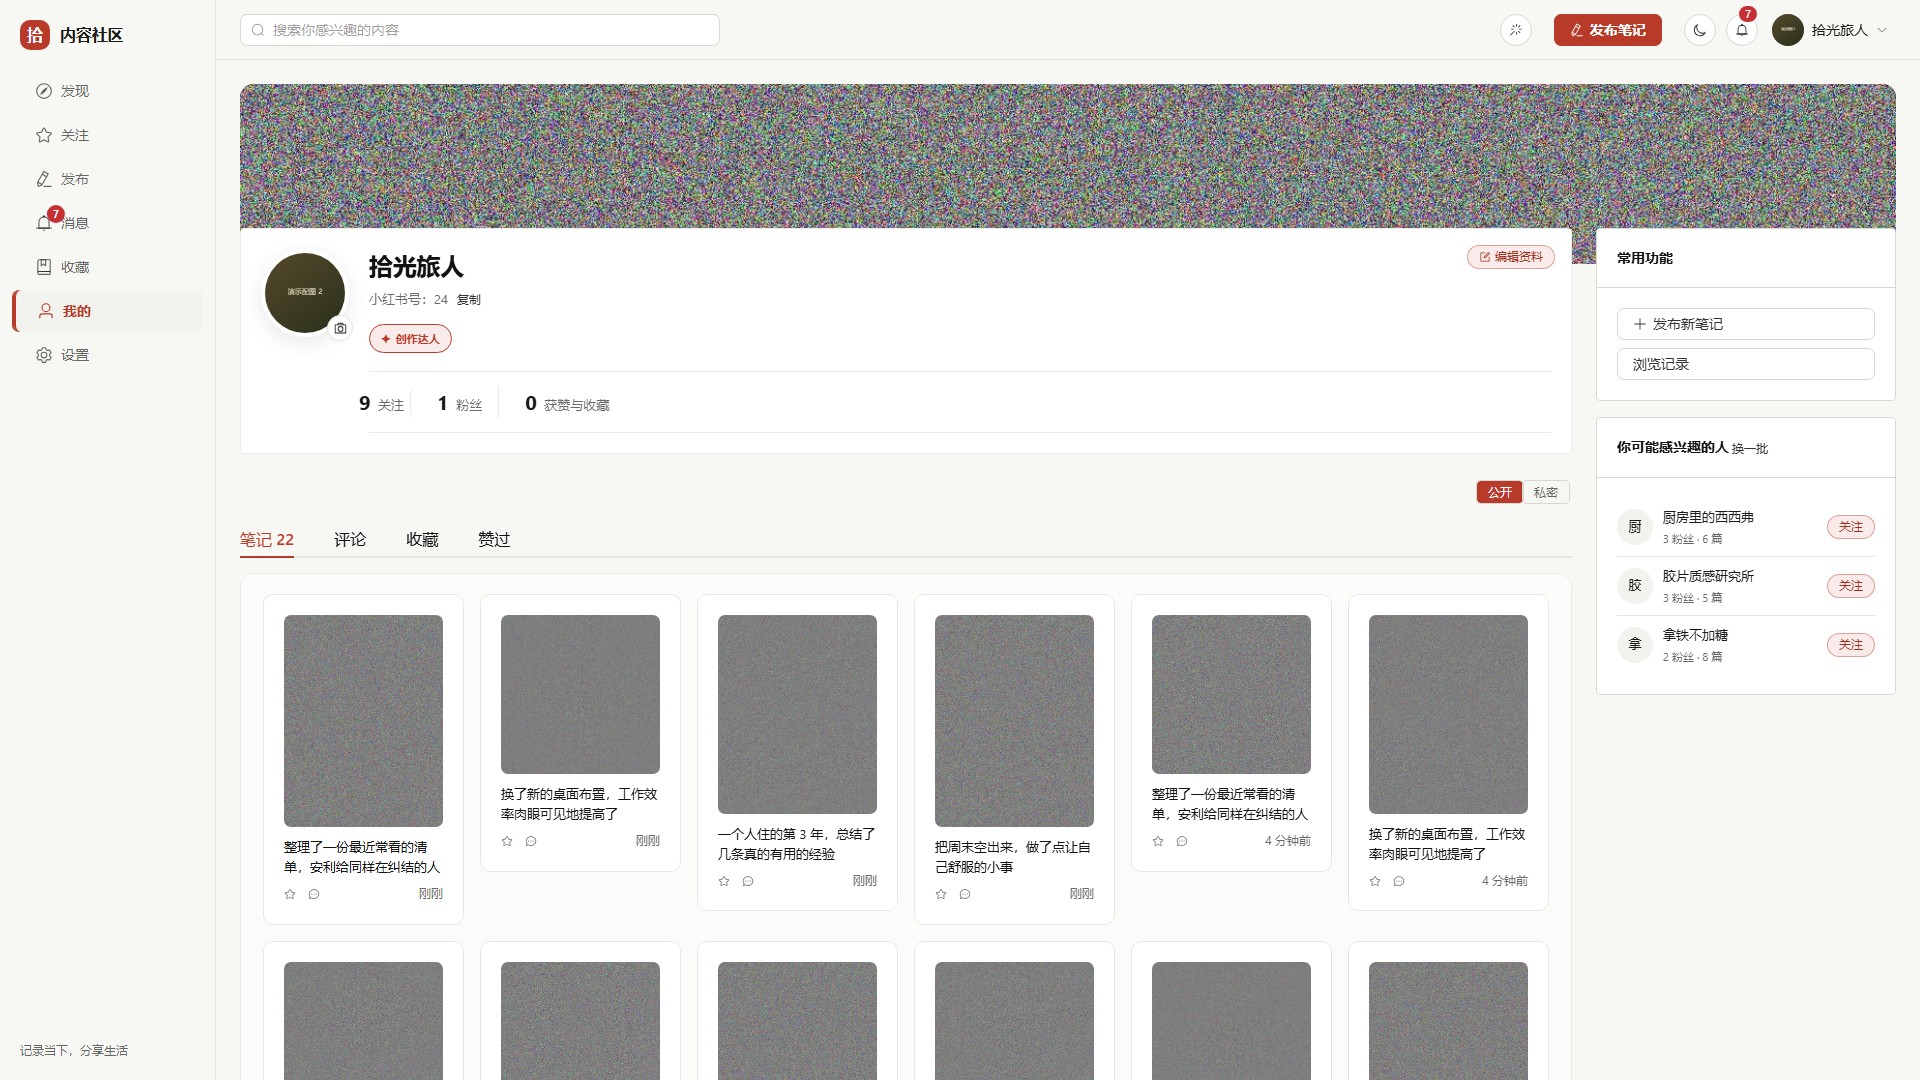 拾 内容社区
发现
关注
发布
7
消息
收藏
我的
设置
记录当下，分享生活
搜索你感兴趣的内容
发布笔记
7
拾光旅人
演示配图 2
拾光旅人
小红书号：24 复制
创作达人
编辑资料
9 关注
1 粉丝
0 获赞与收藏
公开 私密
笔记 22 评论 收藏 赞过
整理了一份最近常看的清
单，安利给同样在纠结的人
刚刚
换了新的桌面布置，工作效
率肉眼可见地提高了
刚刚
一个人住的第 3 年，总结了
几条真的有用的经验
刚刚
把周末空出来，做了点让自
己舒服的小事
刚刚
整理了一份最近常看的清
单，安利给同样在纠结的人
4 分钟前
换了新的桌面布置，工作效
率肉眼可见地提高了
4 分钟前
常用功能
发布新笔记
浏览记录
你可能感兴趣的人 换一批
厨
厨房里的西西弗
3 粉丝 · 6 篇
关注
胶
胶片质感研究所
3 粉丝 · 5 篇
关注
拿
拿铁不加糖
2 粉丝 · 8 篇
关注